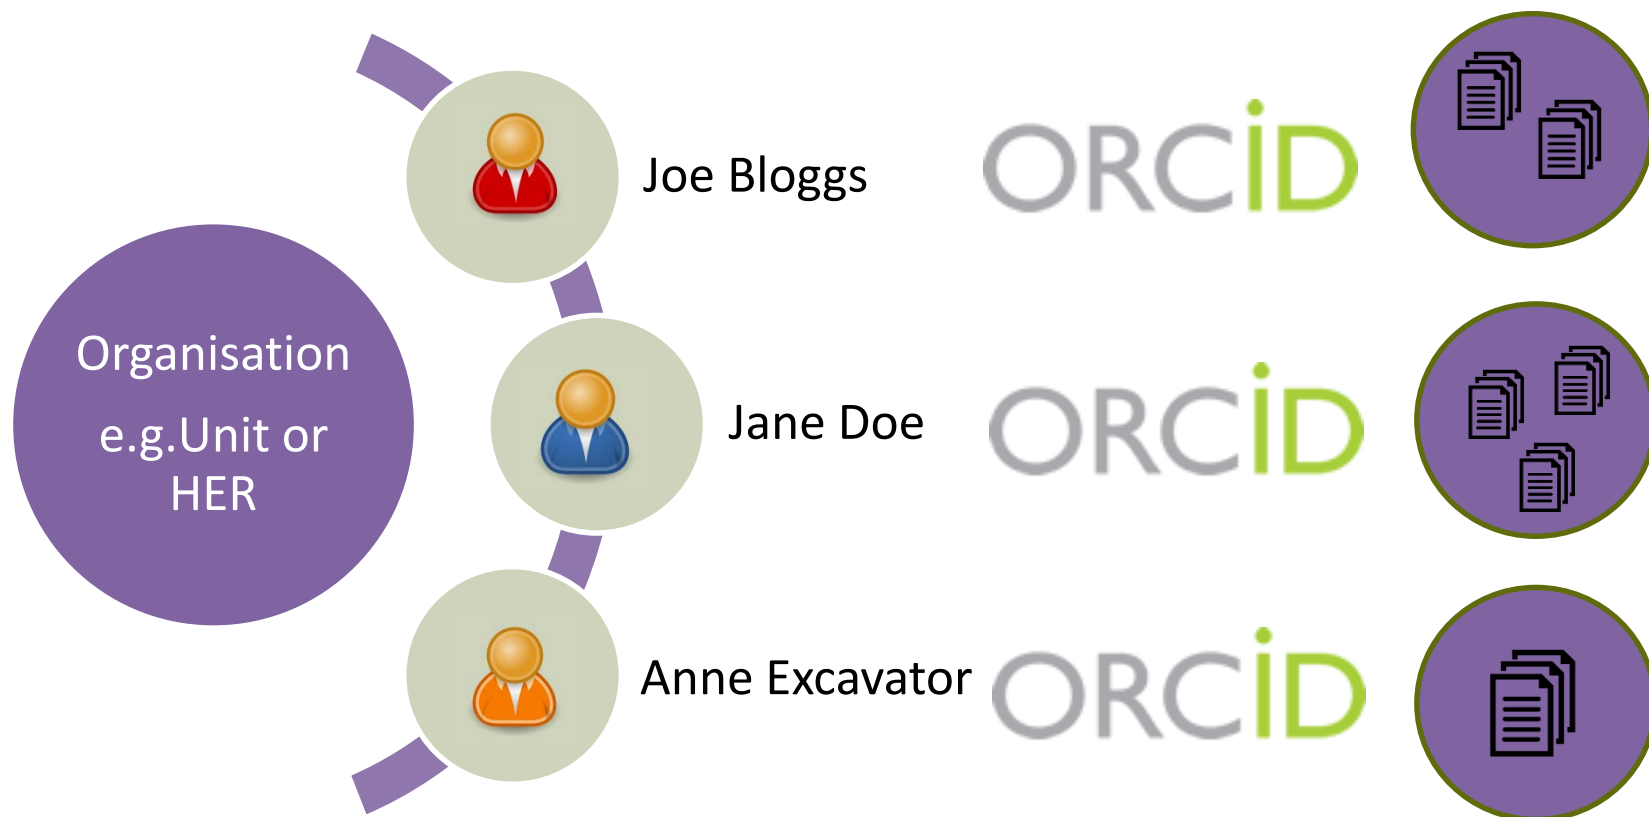 Organisation
e.g.Unit or
HER
Joe Bloggs
ORCiD
Jane Doe
ORCiD
Anne Excavator
ORCiD